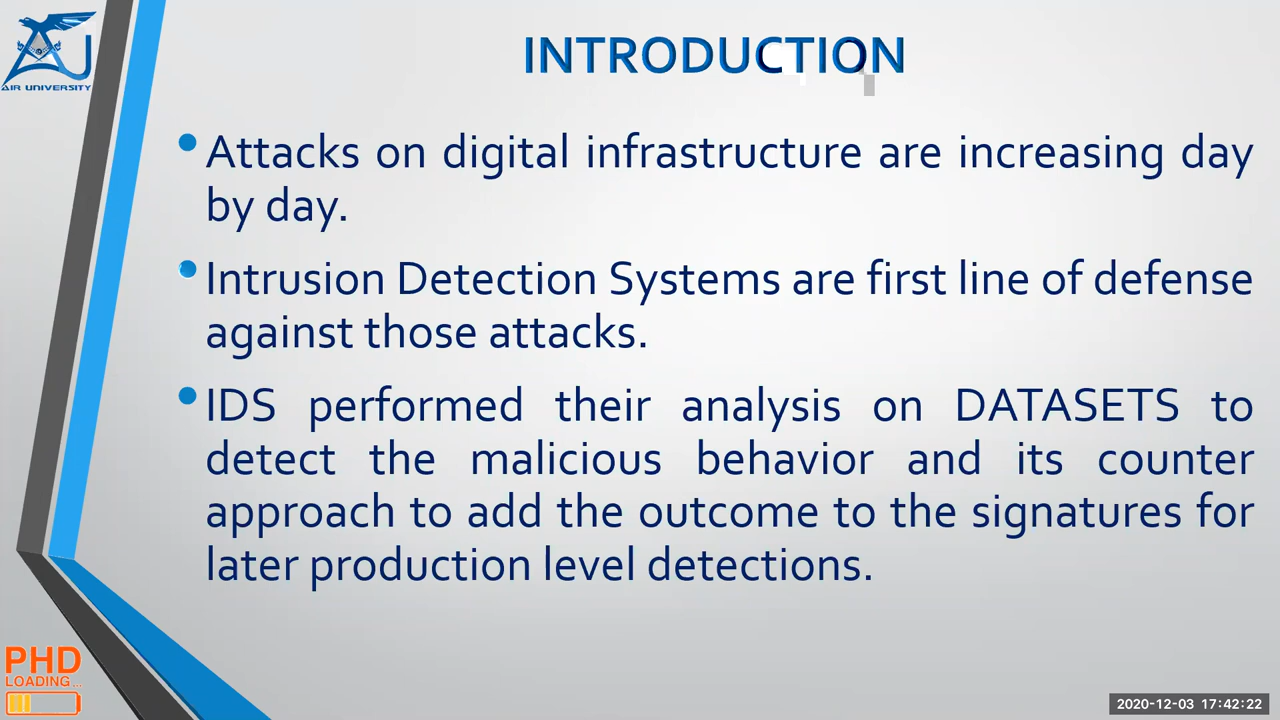 AIR UNIVERSITY
INTRODUCTION
• Attacks on digital infrastructure are increasing day
by day.
• Intrusion Detection Systems are first line of defense
against those attacks.
• IDS performed their analysis on DATASETS to
detect the malicious behavior and its counter
approach to add the outcome to the signatures for
later production level detections.
PHD
LOADING...
2020-12-03 17:42:22